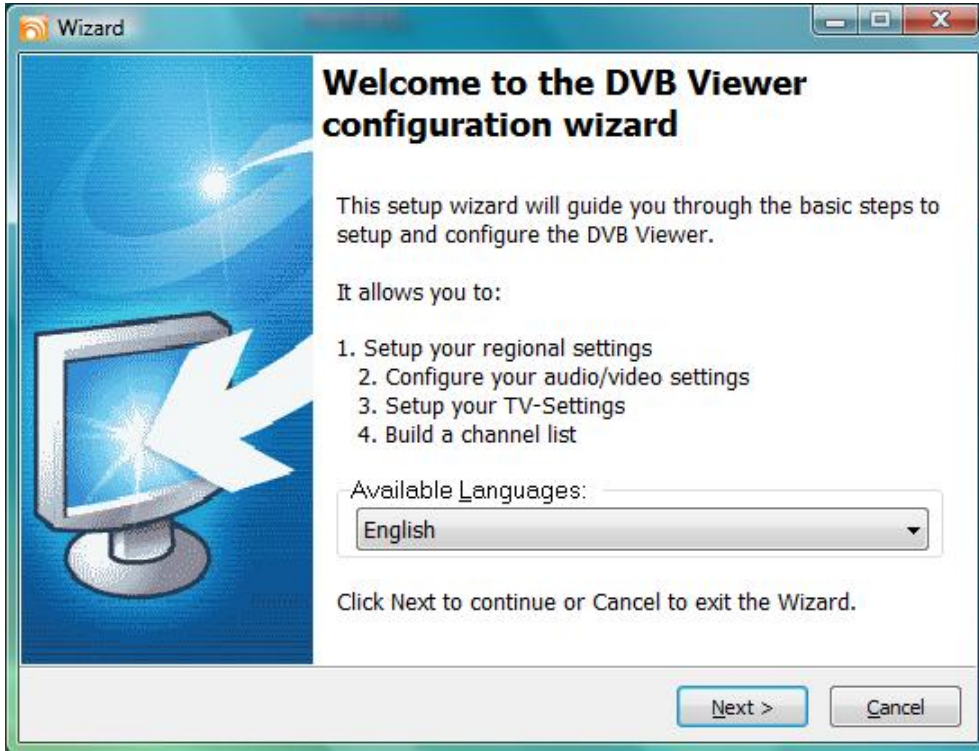 Wizard
Welcome to the DVB Viewer
configuration wizard
This setup wizard will guide you through the basic steps to
setup and configure the DVB Viewer.
It allows you to:
1. Setup your regional settings
2. Configure your audio/video settings
3. Setup your TV-Settings
4. Build a channel list
Available Languages:
English
Click Next to continue or Cancel to exit the Wizard.
Next >
Cancel